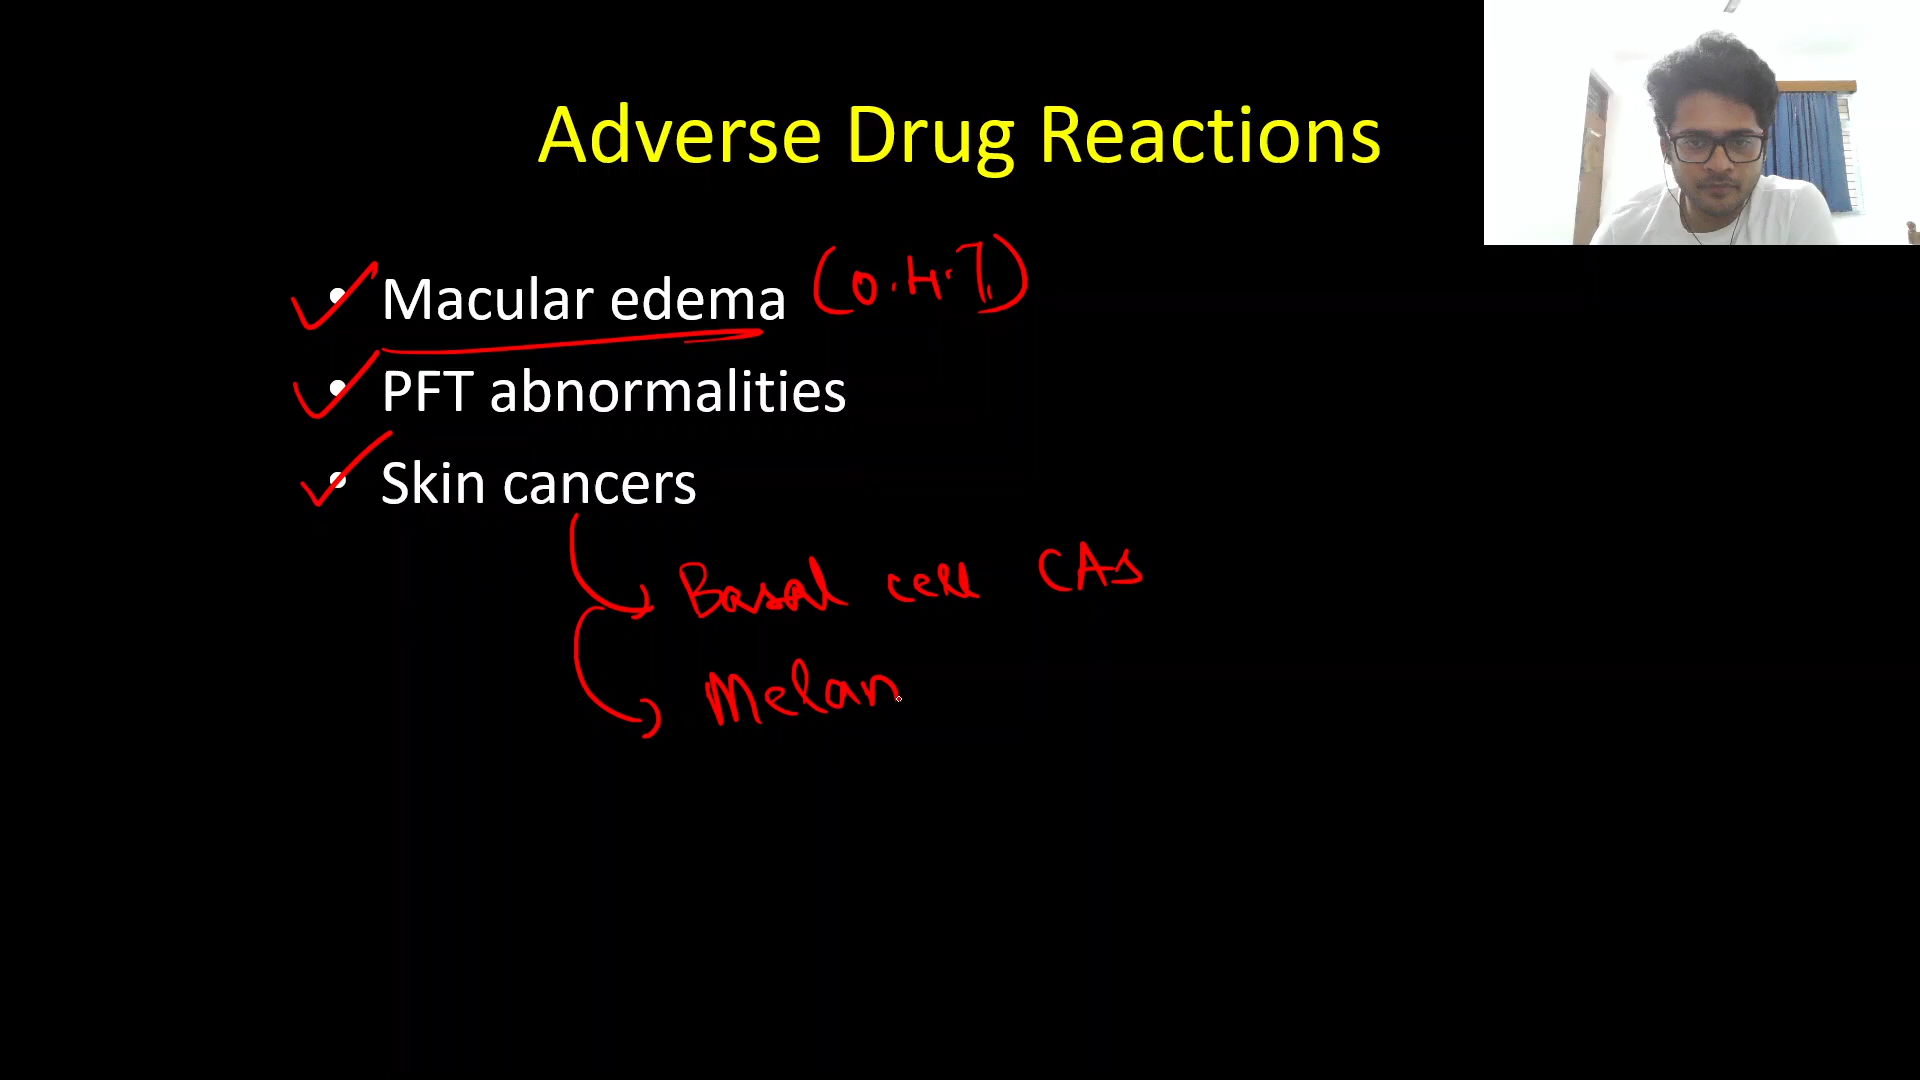 Adverse Drug Reactions
• Macular edema (0.4%)
• PFT abnormalities
• Skin cancers
Basal cell CAs
Melan